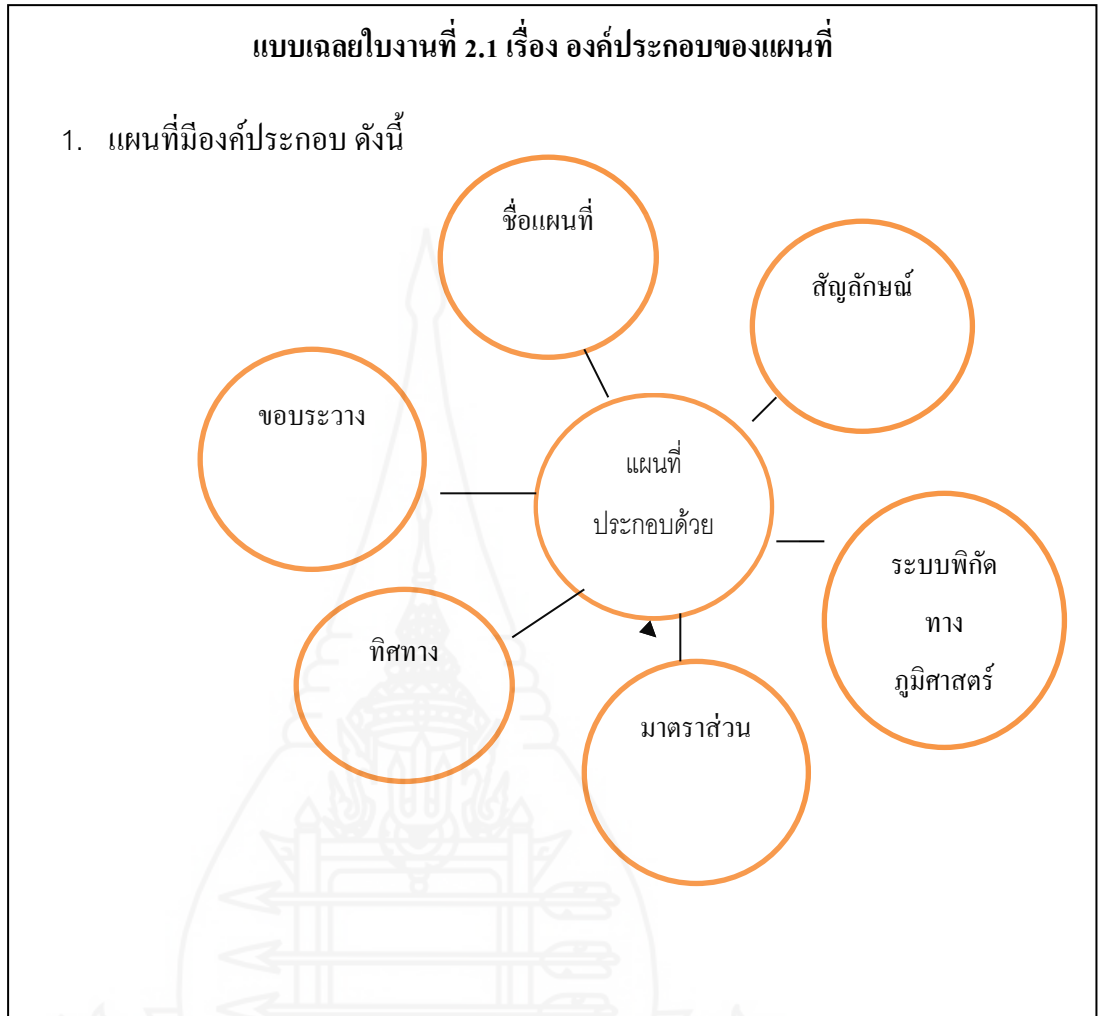 แบบเฉลยใบงานที่ 2.1 เรื่อง องค์ประกอบของแผนที่
1. แผนที่มีองค์ประกอบ ดังนี้
ชื่อแผนที่
สัญลักษณ์
ขอบระวาง
แผนที่
ประกอบด้วย
ระบบพิกัด
ทาง
ภูมิศาสตร์
ทิศทาง
มาตราส่วน